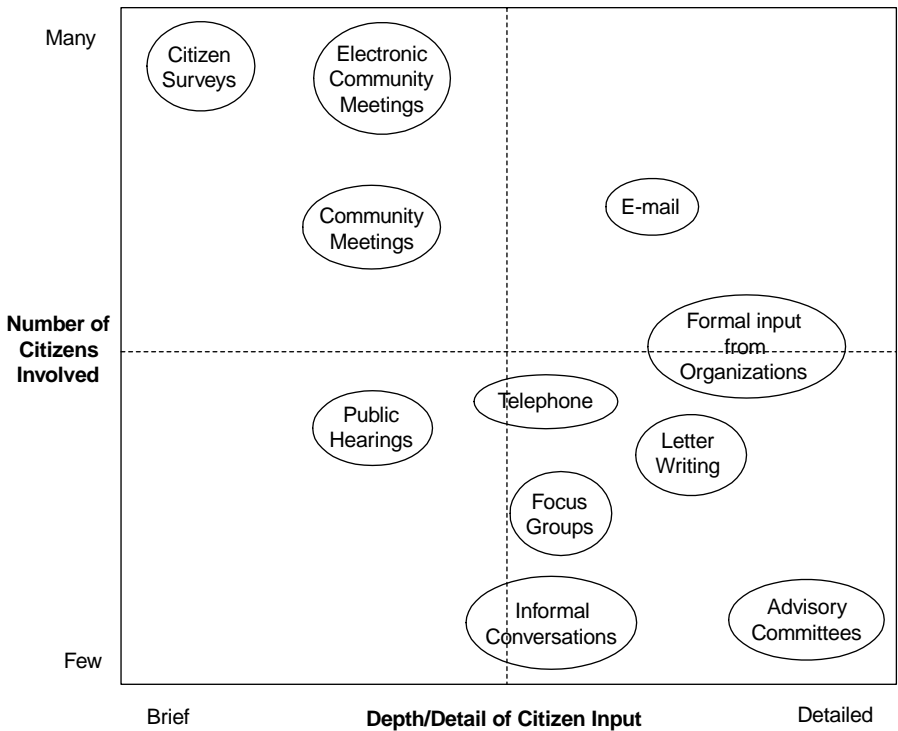 Many
Citizen
Surveys
Electronic
Community
Meetings
E-mail
Community
Meetings
Number of
Citizens
Involved
Formal input
from
Organizations
Telephone
Public
Hearings
Letter
Writing
Focus
Groups
Informal
Conversations
Advisory
Committees
Few
Brief
Depth/Detail of Citizen Input
Detailed